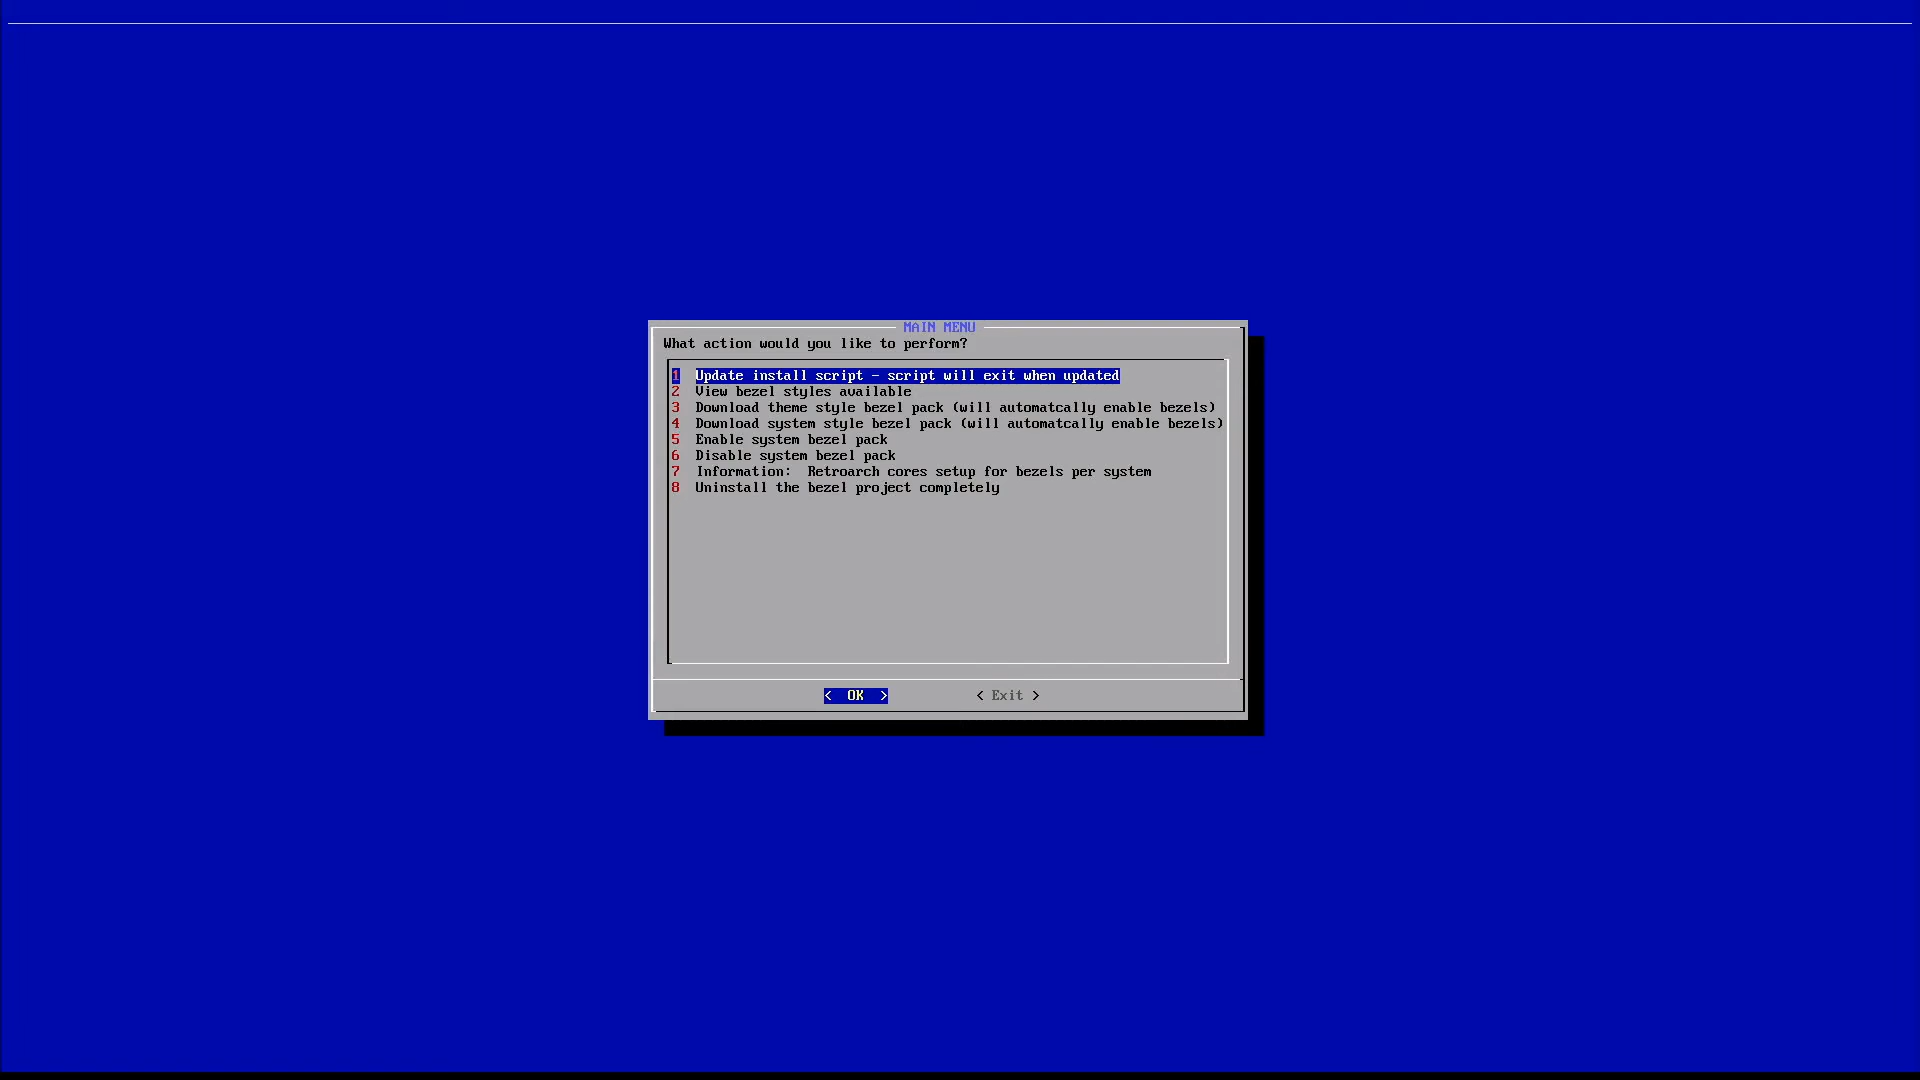 MAIN MENU
What action would you like to perform?
1 Update install script - script will exit when updated
2 View bezel styles available
3 Download theme style bezel pack (will automatcally enable bezels)
4 Download system style bezel pack (will automatcally enable bezels)
5 Enable system bezel pack
6 Disable system bezel pack
7 Information:  Retroarch cores setup for bezels per system
8 Uninstall the bezel project completely
<  OK  > < Exit >